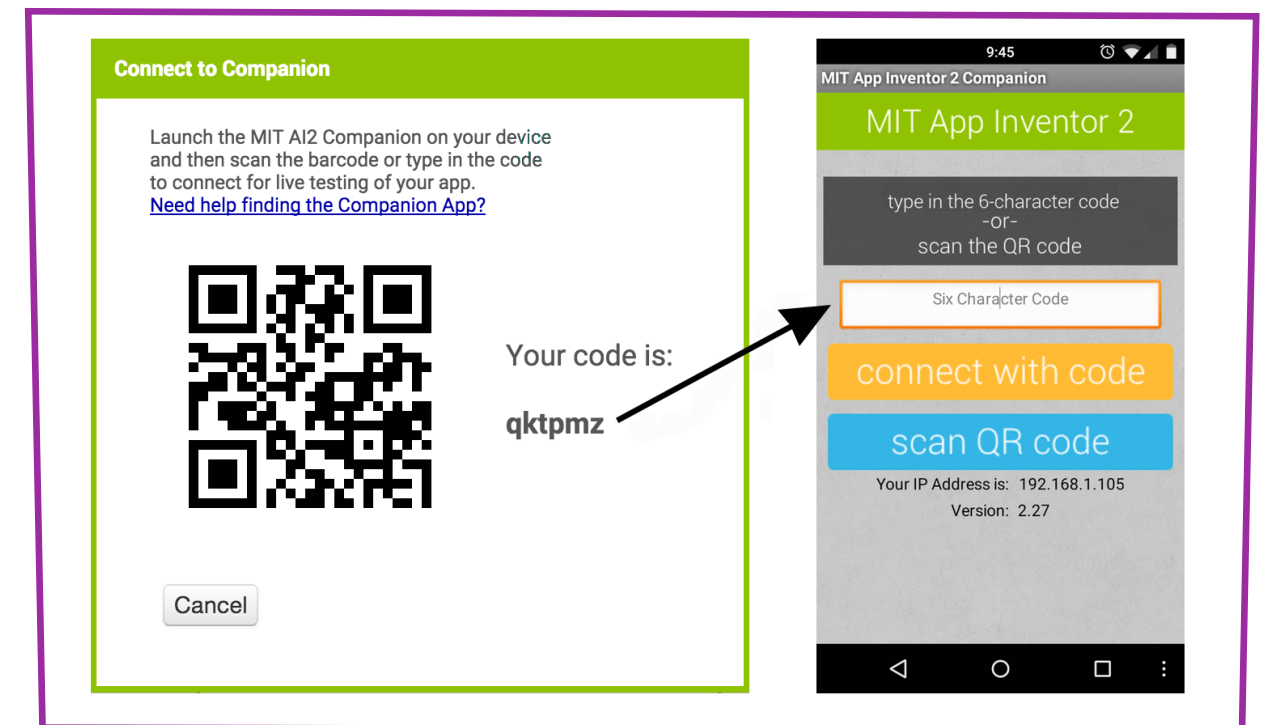 Connect to Companion
Launch the MIT AI2 Companion on your device
and then scan the barcode or type in the code
to connect for live testing of your app.
Need help finding the Companion App?
Your code is:
qktpmz
Cancel
9:45
MIT App Inventor 2 Companion
MIT App Inventor 2
type in the 6-character code
-or-
scan the QR code
Six Character Code
connect with code
scan QR code
Your IP Address is: 192.168.1.105
Version: 2.27